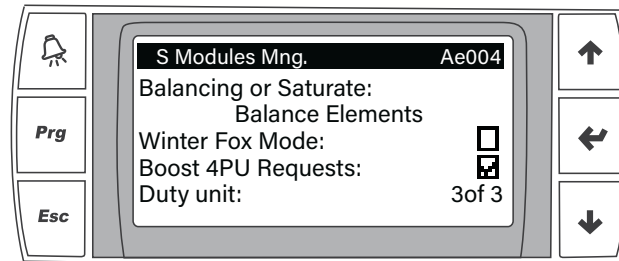 S Modules Mng. Ae004
Balancing or Saturate:
Balance Elements
Winter Fox Mode:
Boost 4PU Requests:
Duty unit: 3of 3
Prg
Esc